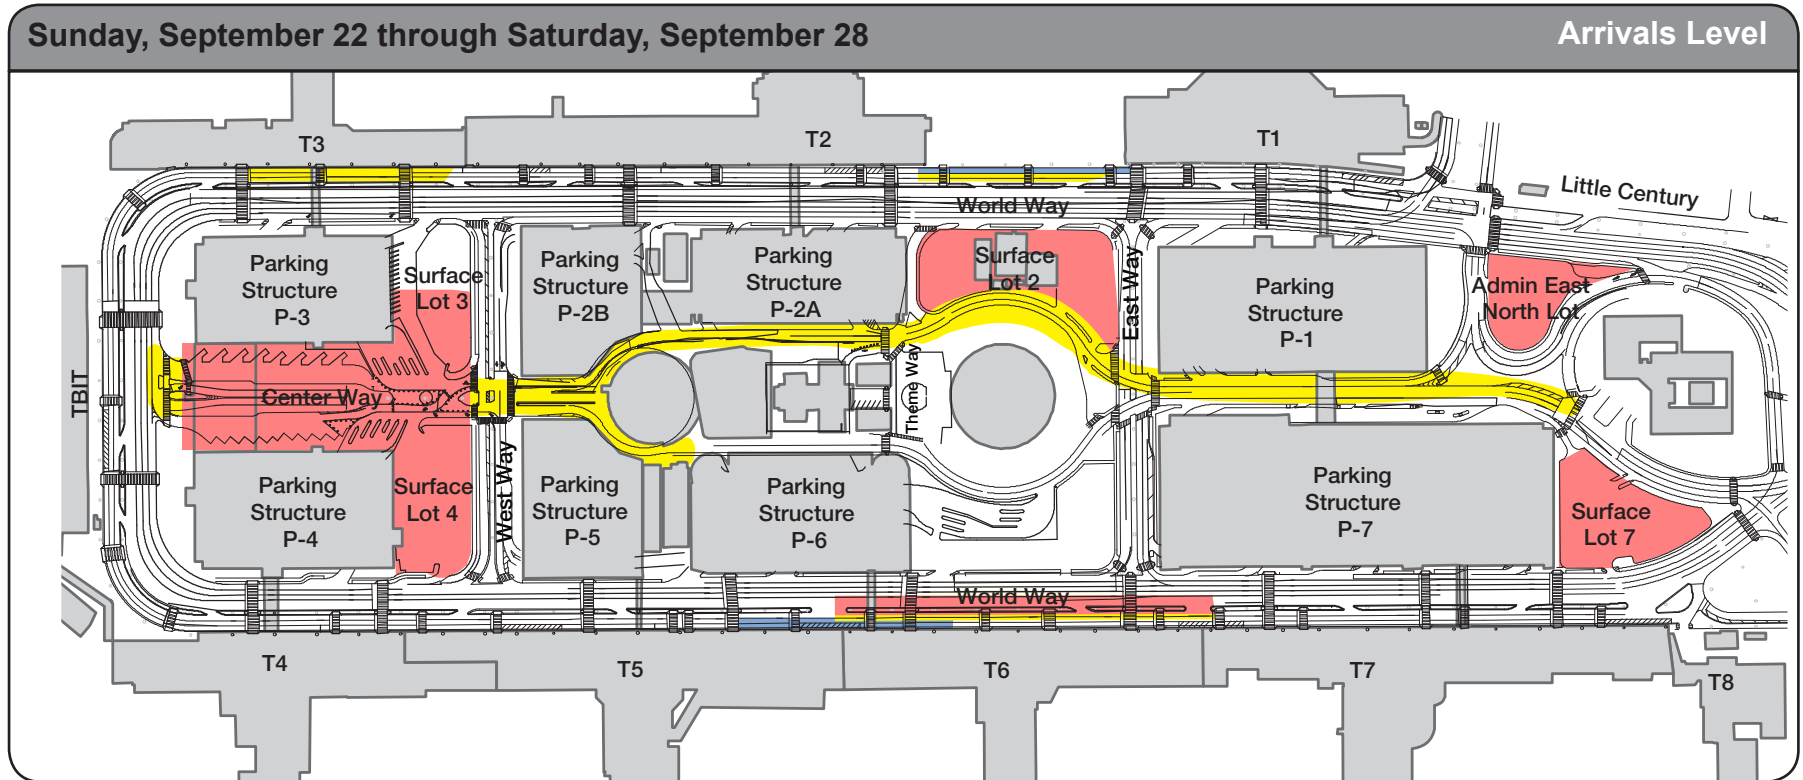 Sunday, September 22 through Saturday, September 28
Arrivals Level
T3
T2
T1
Little Century
World Way
Parking
Structure
P-3
Surface
Lot 3
Parking
Structure
P-2B
Parking
Structure
P-2A
Surface
Lot 2
East Way
Parking
Structure
P-1
Admin East
North Lot
TBIT
Center Way
Theme Way
West Way
Parking
Structure
P-4
Surface
Lot 4
Parking
Structure
P-5
Parking
Structure
P-6
Parking
Structure
P-7
Surface
Lot 7
World Way
T4
T5
T6
T7
T8